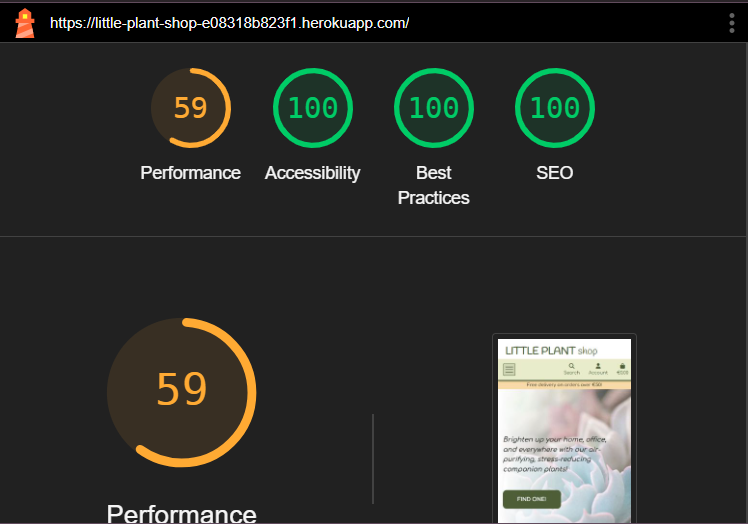 https://little-plant-shop-e08318b823f1.herokuapp.com/
59
100
100
100
Performance
Accessibility
Best
Practices
SEO
59
Performance
LITTLE PLANT shop
Search
Account
€0.00
Free delivery on orders over €50!
Brighten up your home, office,
and everywhere with our air-
purifying, stress-reducing
companion plants!
FIND ONE!